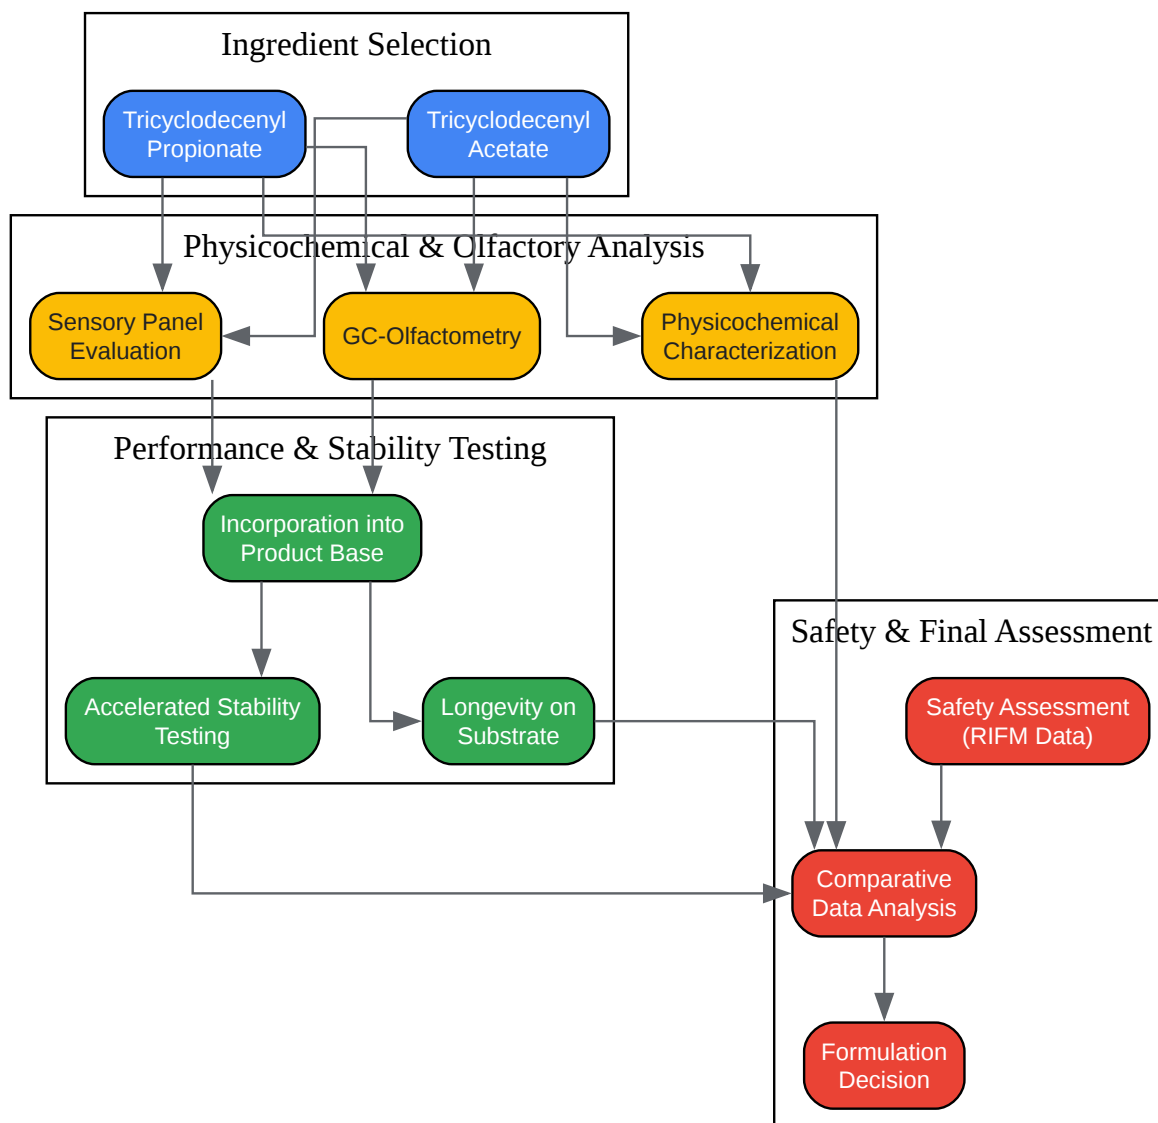 Ingredient Selection
Tricyclodecenyl
Propionate
Tricyclodecenyl
Acetate
Physicochemical & Olfactory Analysis
Sensory Panel
Evaluation
GC-Olfactometry
Physicochemical
Characterization
Performance & Stability Testing
Incorporation into
Product Base
Accelerated Stability
Testing
Longevity on
Substrate
Safety & Final Assessment
Safety Assessment
(RIFM Data)
Comparative
Data Analysis
Formulation
Decision